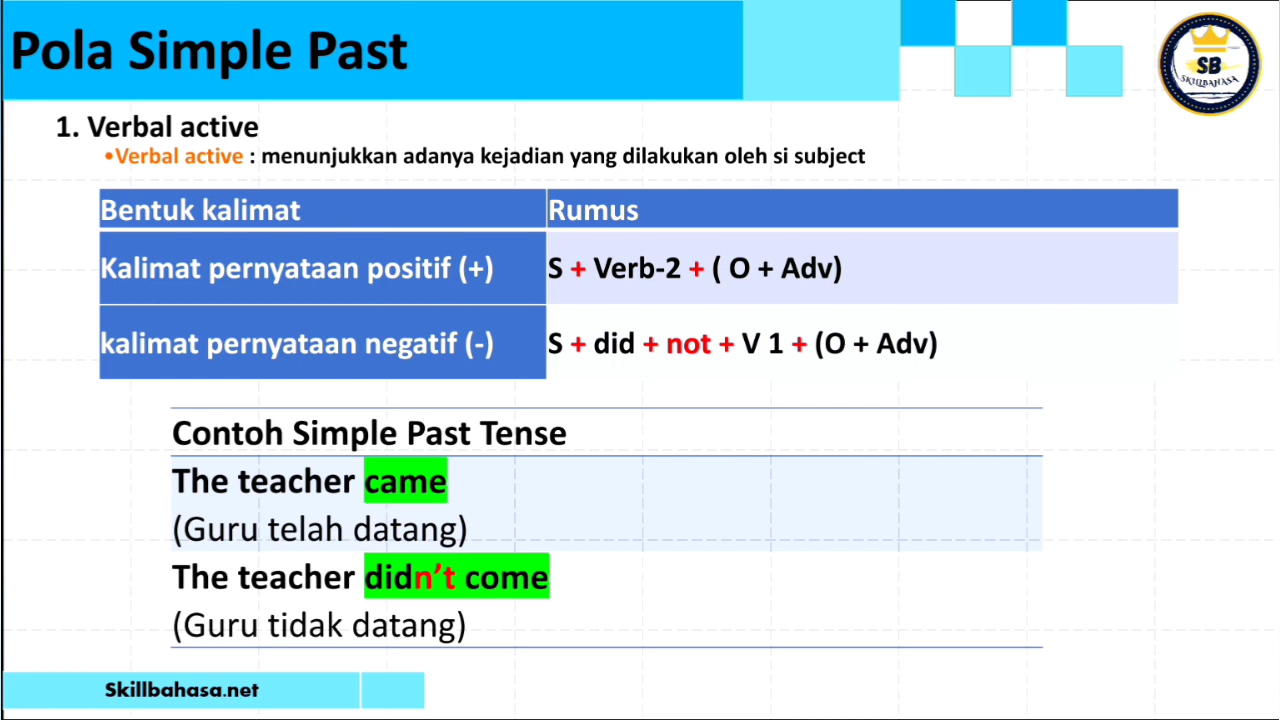 Pola Simple Past
SB
SKILLBAHASA
1. Verbal active
•Verbal active : menunjukkan adanya kejadian yang dilakukan oleh si subject
Bentuk kalimat Rumus
Kalimat pernyataan positif (+) S + Verb-2 + ( O + Adv)
kalimat pernyataan negatif (-) S + did + not + V 1 + (O + Adv)
Contoh Simple Past Tense
The teacher came
(Guru telah datang)
The teacher didn’t come
(Guru tidak datang)
Skillbahasa.net